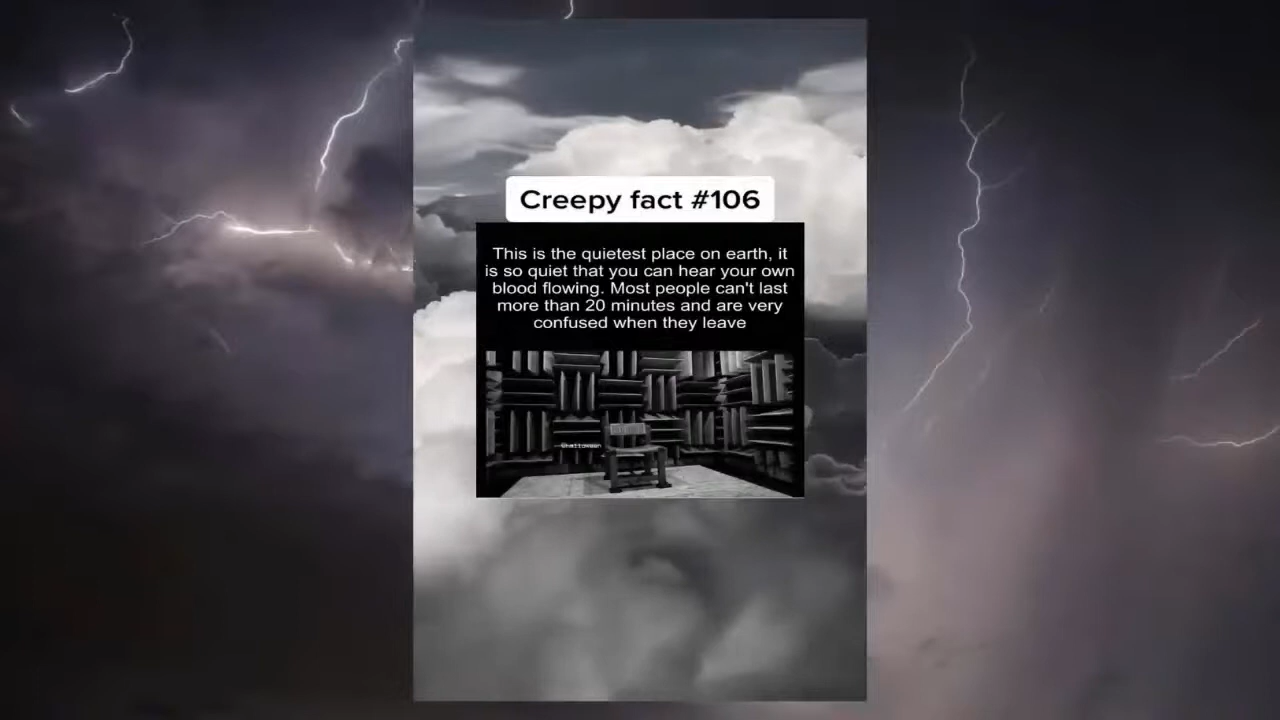 Creepy fact #106
This is the quietest place on earth, it
is so quiet that you can hear your own
blood flowing. Most people can't last
more than 20 minutes and are very
confused when they leave